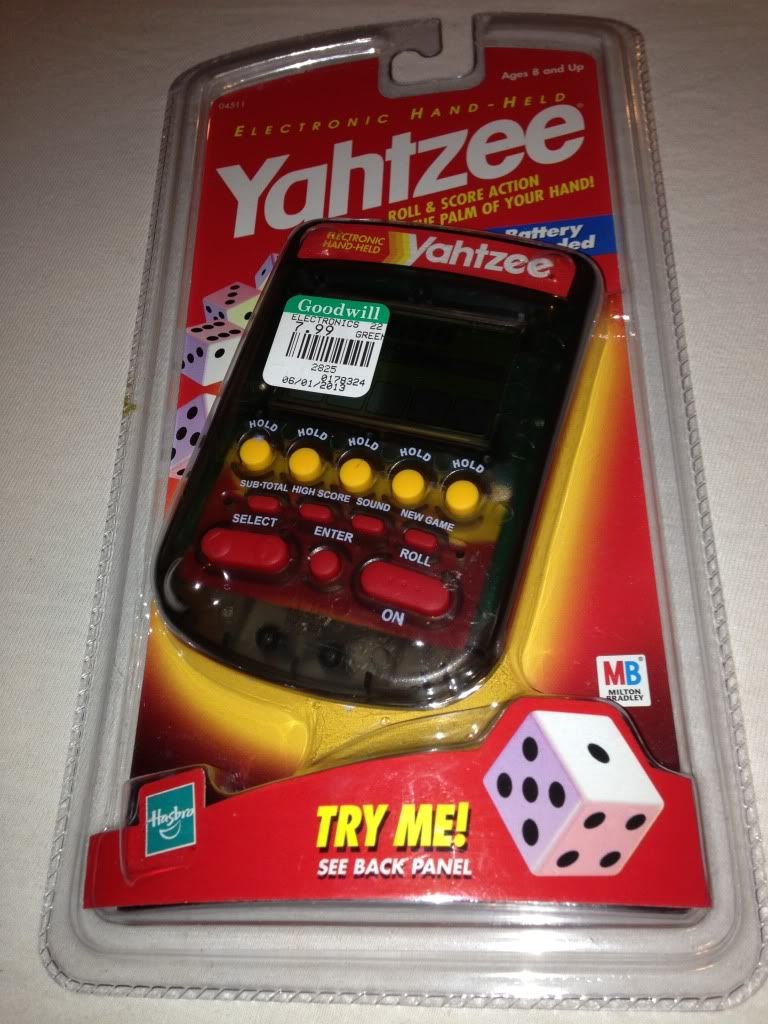 Ages 8 and Up
04511
ELECTRONIC HAND-HELD
Yahtzee®
ROLL & SCORE ACTION
THE PALM OF YOUR HAND!
Battery
ELECTRONIC
HAND-HELD
Yahtzee
Goodwill
ELECTRONICS 22
7.99 GREEN
2825
0178324
06/01/2013
HOLD HOLD HOLD HOLD HOLD
SUB-TOTAL HIGH SCORE SOUND NEW GAME
SELECT ENTER ROLL
ON
MB
MILTON
BRADLEY
Hasbro
TRY ME!
SEE BACK PANEL